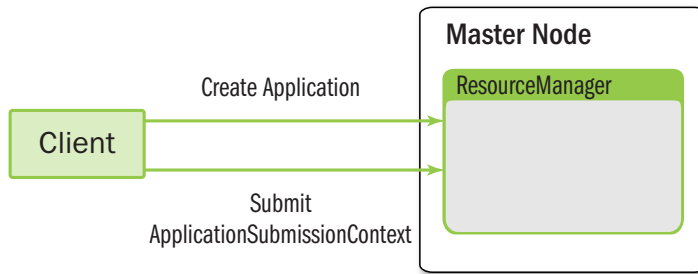 Master Node
Create Application
ResourceManager
Client
Submit
ApplicationSubmissionContext